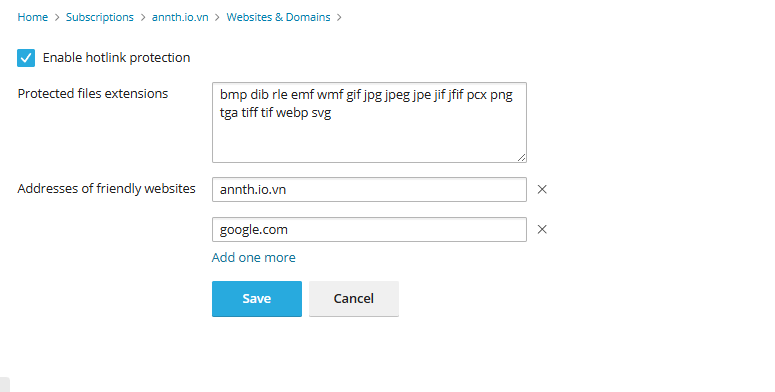 Home > Subscriptions > annth.io.vn > Websites & Domains >
Enable hotlink protection
Protected files extensions
bmp dib rle emf wmf gif jpg jpeg jpe jif jfif pcx png
tga tiff tif webp svg
Addresses of friendly websites
annth.io.vn
google.com
Add one more
Save
Cancel